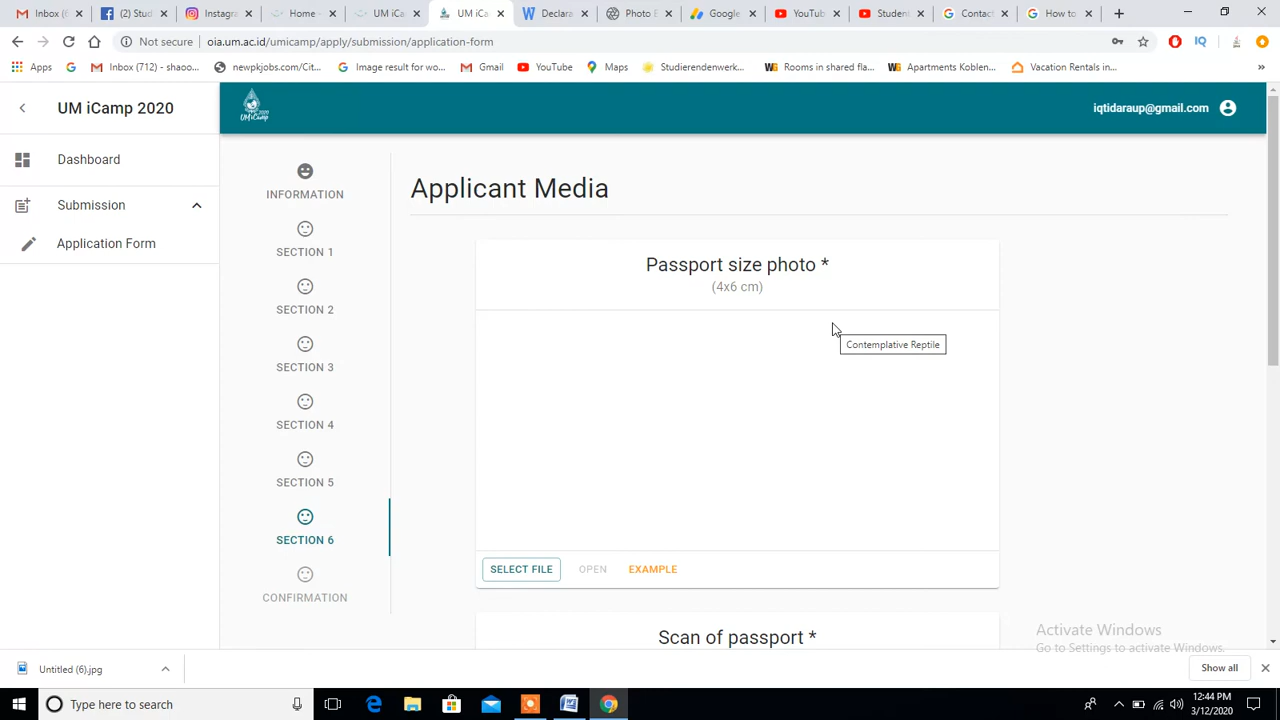 Inbox (6
(2) Stud
Instagra
Home –
UM iCa
UM iCa
Declara
Photo E
Google
YouTub
Student
Contact
How to
Not secure
oia.um.ac.id/umicamp/apply/submission/application-form
IQ
Apps
Inbox (712) - shaoo...
newpkjobs.com/Cit...
Image result for wo...
Gmail
YouTube
Maps
Studierendenwerk...
Rooms in shared fla...
Apartments Koblen...
Vacation Rentals in...
»
UM iCamp 2020
2020
UMiCamp
iqtidaraup@gmail.com
Dashboard
Submission
Application Form
INFORMATION
SECTION 1
SECTION 2
SECTION 3
SECTION 4
SECTION 5
SECTION 6
CONFIRMATION
Applicant Media
Passport size photo *
(4x6 cm)
Contemplative Reptile
SELECT FILE
OPEN
EXAMPLE
Scan of passport *
Activate Windows
Go to Settings to activate Windows.
Untitled (6).jpg
Show all
Type here to search
12:44 PM
3/12/2020